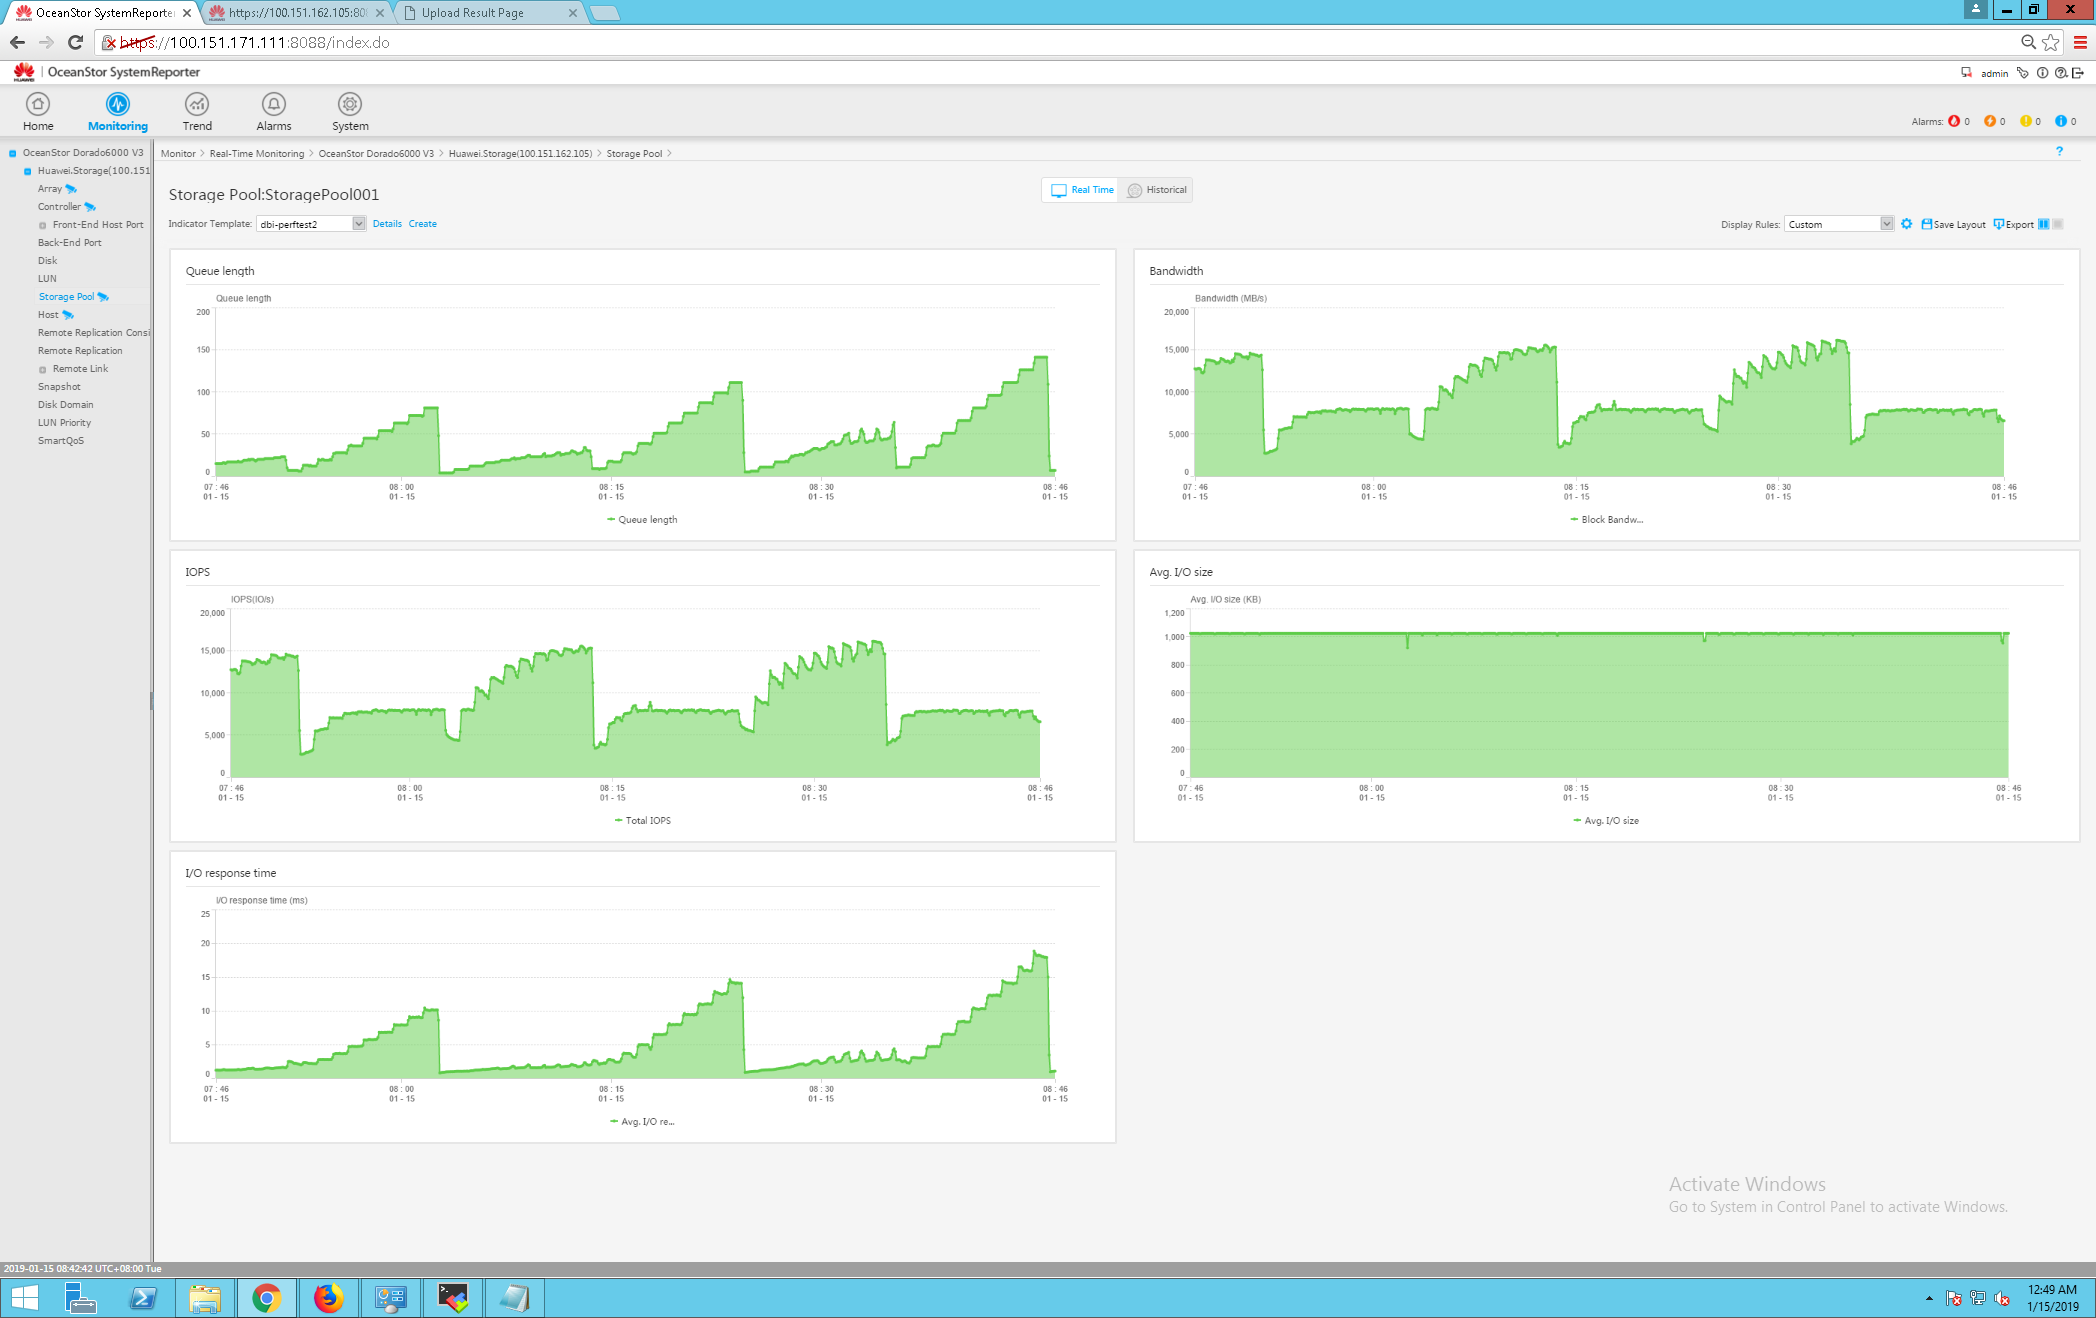 OceanStor SystemReporte
https://100.151.162.105:80
Upload Result Page
https://100.151.171.111:8088/index.do
HUAWEI
OceanStor SystemReporter
admin
Home
Monitoring
Trend
Alarms
System
Alarms: 0 0 0 0
OceanStor Dorado6000 V3
Huawei.Storage(100.151
Array
Controller
Front-End Host Port
Back-End Port
Disk
LUN
Storage Pool
Host
Remote Replication Consi
Remote Replication
Remote Link
Snapshot
Disk Domain
LUN Priority
SmartQoS
Monitor > Real-Time Monitoring > OceanStor Dorado6000 V3 > Huawei.Storage(100.151.162.105) > Storage Pool >
?
Storage Pool:StoragePool001
Real Time
Historical
Indicator Template: dbi-perftest2 Details Create
Display Rules: Custom Save Layout Export
Queue length
Queue length
200
150
100
50
0
07 : 46 08 : 00 08 : 15 08 : 30 08 : 46
01 - 15 01 - 15 01 - 15 01 - 15 01 - 15
Queue length
Bandwidth
Bandwidth (MB/s)
20,000
15,000
10,000
5,000
0
07 : 46 08 : 00 08 : 15 08 : 30 08 : 46
01 - 15 01 - 15 01 - 15 01 - 15 01 - 15
Block Bandw...
IOPS
IOPS(IO/s)
20,000
15,000
10,000
5,000
0
07 : 46 08 : 00 08 : 15 08 : 30 08 : 46
01 - 15 01 - 15 01 - 15 01 - 15 01 - 15
Total IOPS
Avg. I/O size
Avg. I/O size (KB)
1,200
1,000
800
600
400
200
0
07 : 46 08 : 00 08 : 15 08 : 30 08 : 46
01 - 15 01 - 15 01 - 15 01 - 15 01 - 15
Avg. I/O size
I/O response time
I/O response time (ms)
25
20
15
10
5
0
07 : 46 08 : 00 08 : 15 08 : 30 08 : 46
01 - 15 01 - 15 01 - 15 01 - 15 01 - 15
Avg. I/O re...
Activate Windows
Go to System in Control Panel to activate Windows.
2019-01-15 08:42:42 UTC+08:00 Tue
12:49 AM
1/15/2019